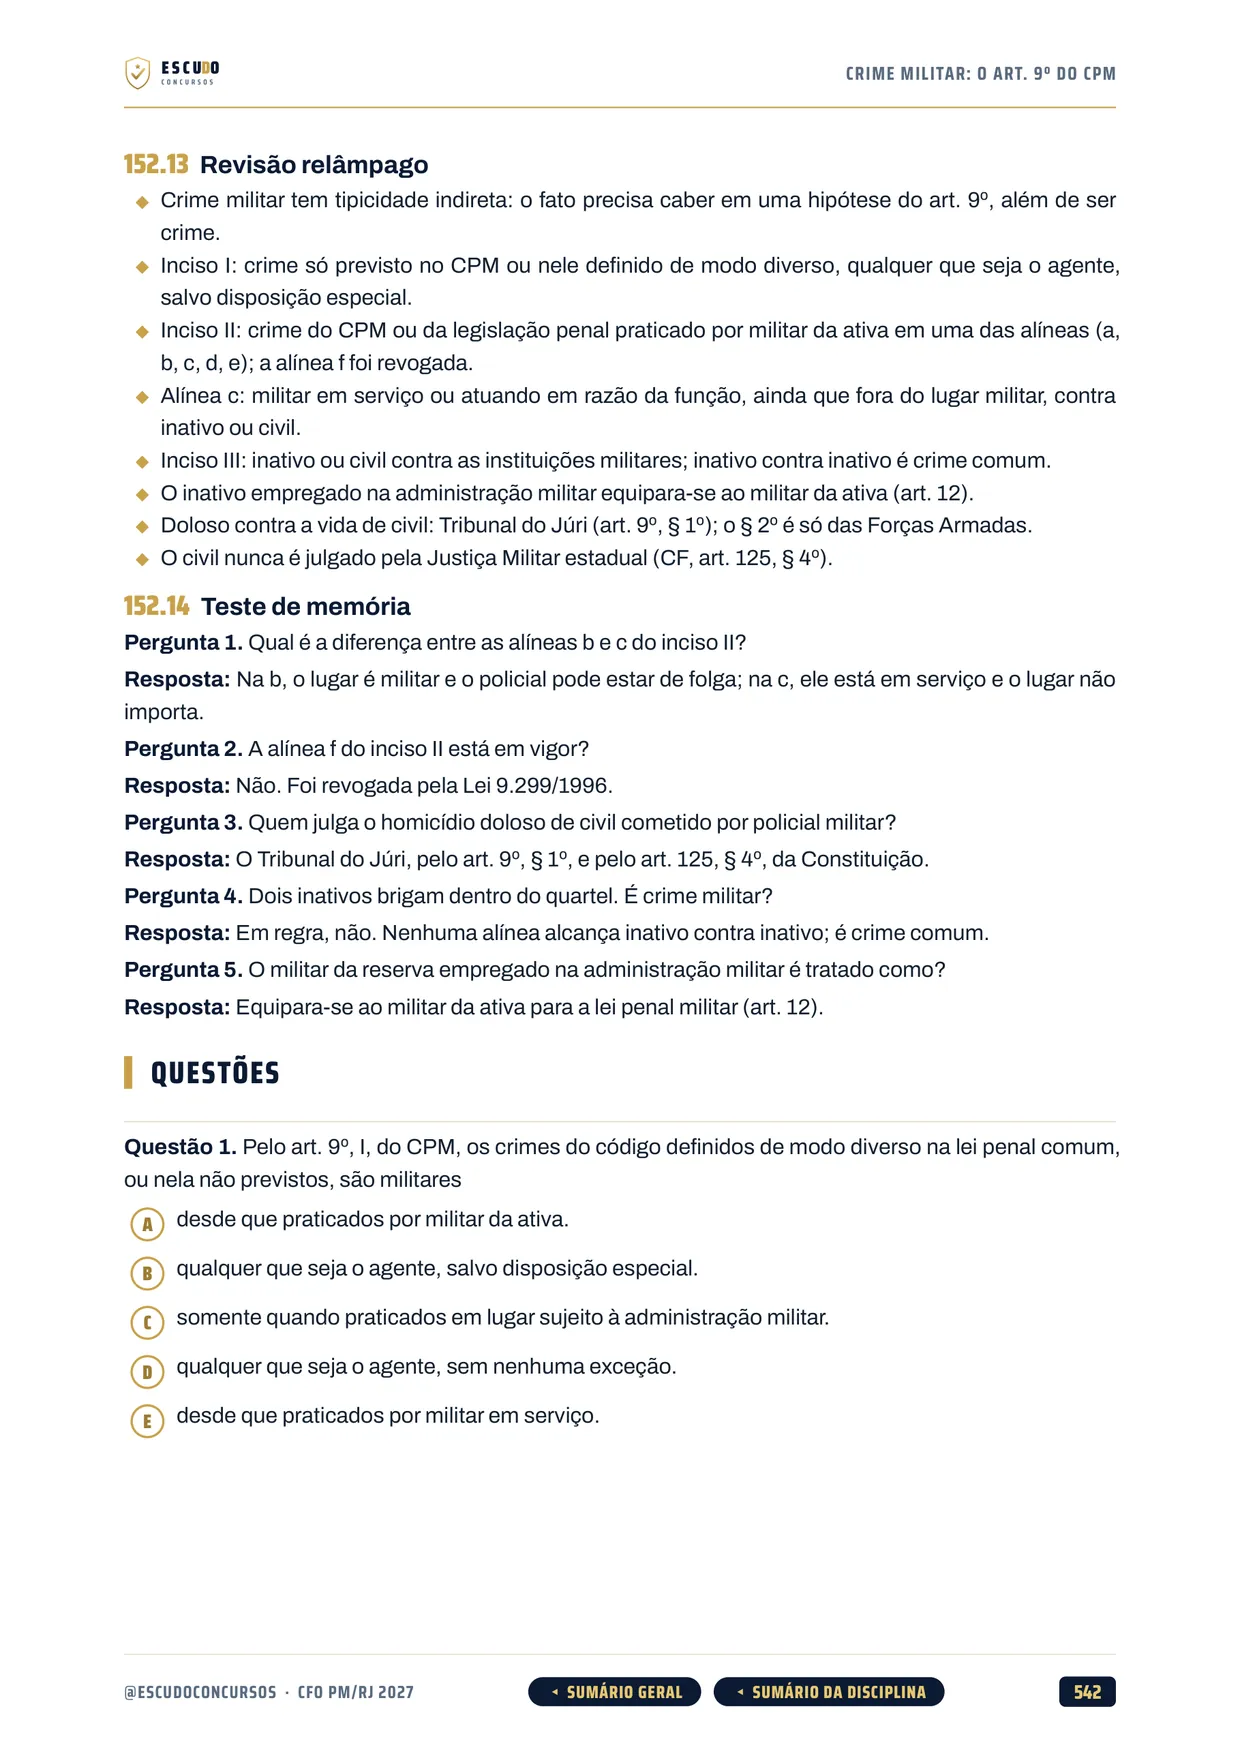 ESCUDO
CONCURSOS
CRIME MILITAR: O ART. 9º DO CPM
152.13 Revisão relâmpago
Crime militar tem tipicidade indireta: o fato precisa caber em uma hipótese do art. 9º, além de ser
crime.
Inciso I: crime só previsto no CPM ou nele definido de modo diverso, qualquer que seja o agente,
salvo disposição especial.
Inciso II: crime do CPM ou da legislação penal praticado por militar da ativa em uma das alíneas (a,
b, c, d, e); a alínea f foi revogada.
Alínea c: militar em serviço ou atuando em razão da função, ainda que fora do lugar militar, contra
inativo ou civil.
Inciso III: inativo ou civil contra as instituições militares; inativo contra inativo é crime comum.
O inativo empregado na administração militar equipara-se ao militar da ativa (art. 12).
Doloso contra a vida de civil: Tribunal do Júri (art. 9º, § 1º); o § 2º é só das Forças Armadas.
O civil nunca é julgado pela Justiça Militar estadual (CF, art. 125, § 4º).
152.14 Teste de memória
Pergunta 1. Qual é a diferença entre as alíneas b e c do inciso II?
Resposta: Na b, o lugar é militar e o policial pode estar de folga; na c, ele está em serviço e o lugar não
importa.
Pergunta 2. A alínea f do inciso II está em vigor?
Resposta: Não. Foi revogada pela Lei 9.299/1996.
Pergunta 3. Quem julga o homicídio doloso de civil cometido por policial militar?
Resposta: O Tribunal do Júri, pelo art. 9º, § 1º, e pelo art. 125, § 4º, da Constituição.
Pergunta 4. Dois inativos brigam dentro do quartel. É crime militar?
Resposta: Em regra, não. Nenhuma alínea alcança inativo contra inativo; é crime comum.
Pergunta 5. O militar da reserva empregado na administração militar é tratado como?
Resposta: Equipara-se ao militar da ativa para a lei penal militar (art. 12).
QUESTÕES
Questão 1. Pelo art. 9º, I, do CPM, os crimes do código definidos de modo diverso na lei penal comum,
ou nela não previstos, são militares
A desde que praticados por militar da ativa.
B qualquer que seja o agente, salvo disposição especial.
C somente quando praticados em lugar sujeito à administração militar.
D qualquer que seja o agente, sem nenhuma exceção.
E desde que praticados por militar em serviço.
@ESCUDOCONCURSOS · CFO PM/RJ 2027
SUMÁRIO GERAL
SUMÁRIO DA DISCIPLINA
542